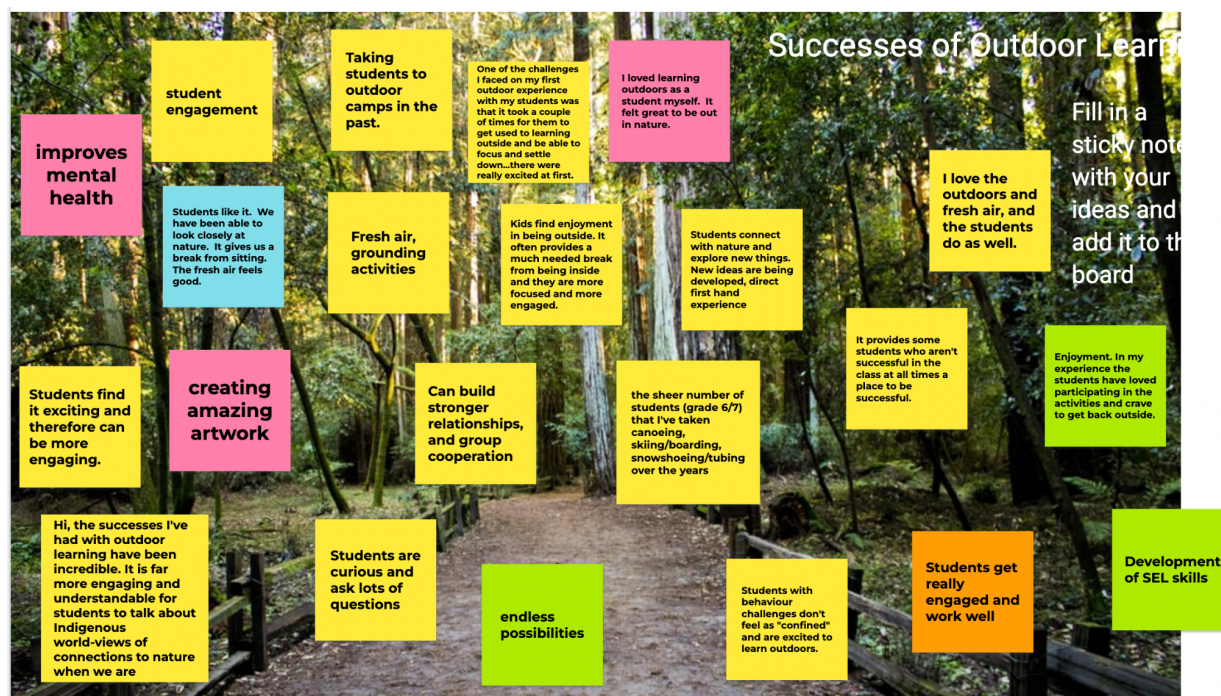 Successes of Outdoor
Fill in a
sticky note
with your
ideas and
add it to
board
student
engagement
Taking
students to
outdoor
camps in the
past.
One of the challenges
I faced on my first
outdoor experience
with my students was
that it took a couple
of times for them to
get used to learning
outside and be able to
focus and settle
down...there were
really excited at first.
I loved learning
outdoors as a
student myself. It
felt great to be out
in nature.
improves
mental
health
Students like it. We
have been able to
look closely at
nature. It gives us a
break from sitting.
The fresh air feels
good.
Fresh air,
grounding
activities
Kids find enjoyment
in being outside. It
often provides a
much needed break
from being inside
and they are more
focused and more
engaged.
Students connect
with nature and
explore new things.
New ideas are being
developed, direct
first hand
experience
I love the
outdoors and
fresh air, and
the students
do as well.
Students find
it exciting and
therefore can
be more
engaging.
creating
amazing
artwork
Can build
stronger
relationships,
and group
cooperation
the sheer number of
students (grade 6/7)
that I've taken
canoeing,
skiing/boarding,
snowshoeing/tubing
over the years
It provides some
students who aren't
successful in the
class at all times a
place to be
successful.
Enjoyment. In my
experience the
students have loved
participating in the
activities and crave
to get back outside.
Hi, the successes I've
had with outdoor
learning have been
incredible. It is far
more engaging and
understandable for
students to talk about
Indigenous
world-views of
connections to nature
when we are
Students are
curious and
ask lots of
questions
endless
possibilities
Students with
behaviour
challenges don't
feel as "confined"
and are excited to
learn outdoors.
Students get
really
engaged and
work well
Development
of SEL skills